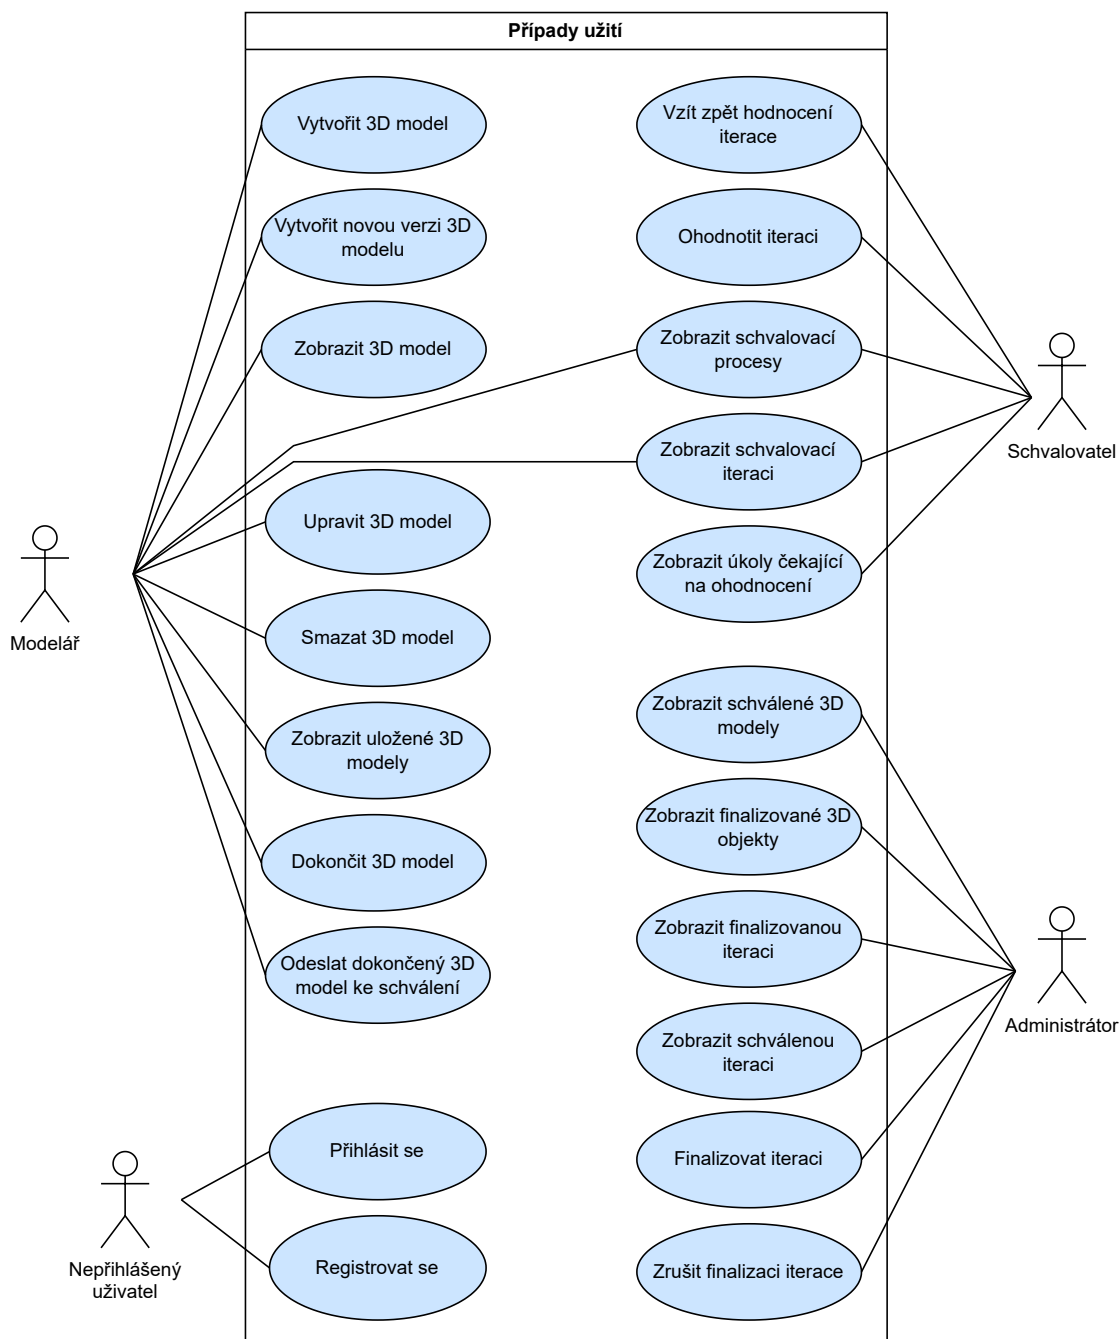 Případy užití
Vytvořit 3D model
Vytvořit novou verzi 3D
modelu
Zobrazit 3D model
Upravit 3D model
Smazat 3D model
Zobrazit uložené 3D
modely
Dokončit 3D model
Odeslat dokončený 3D
model ke schválení
Přihlásit se
Registrovat se
Vzít zpět hodnocení
iterace
Ohodnotit iteraci
Zobrazit schvalovací
procesy
Zobrazit schvalovací
iteraci
Zobrazit úkoly čekající
na ohodnocení
Zobrazit schválené 3D
modely
Zobrazit finalizované 3D
objekty
Zobrazit finalizovanou
iteraci
Zobrazit schválenou
iteraci
Finalizovat iteraci
Zrušit finalizaci iterace
Modelář
Nepřihlášený
uživatel
Schvalovatel
Administrátor